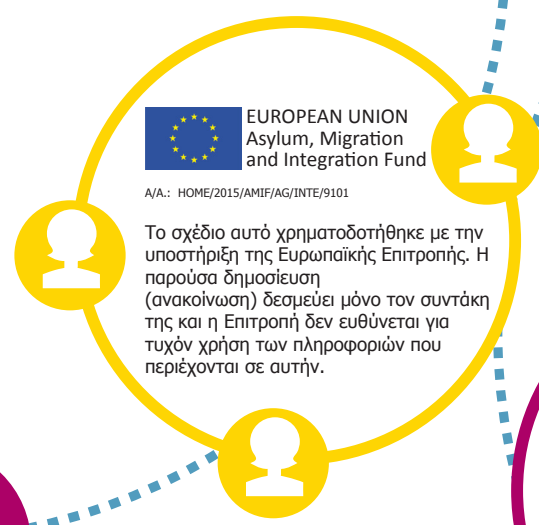 EUROPEAN UNION
Asylum, Migration
and Integration Fund
A/A.: HOME/2015/AMIF/AG/INTE/9101
Το σχέδιο αυτό χρηματοδοτήθηκε με την
υποστήριξη της Ευρωπαϊκής Επιτροπής. Η
παρούσα δημοσίευση
(ανακοίνωση) δεσμεύει μόνο τον συντάκη
της και η Επιτροπή δεν ευθύνεται για
τυχόν χρήση των πληροφοριών που
περιέχονται σε αυτήν.